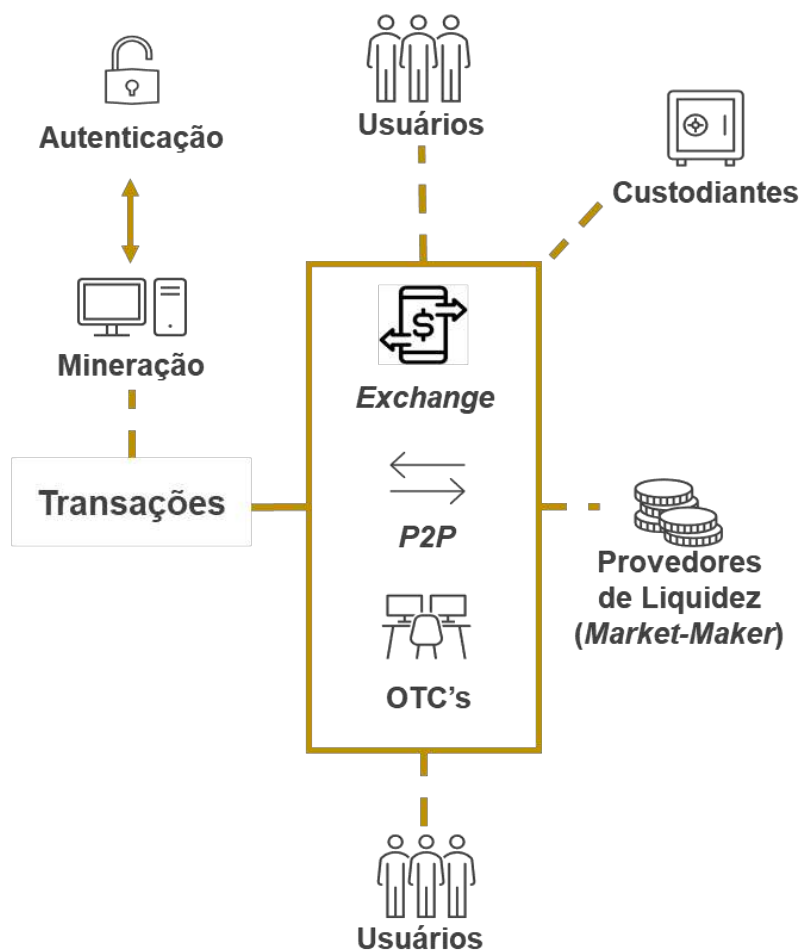 Usuários
Autenticação
Custodiantes
Mineração
$
Exchange
Transações
P2P
Provedores
de Liquidez
(Market-Maker)
OTC's
Usuários